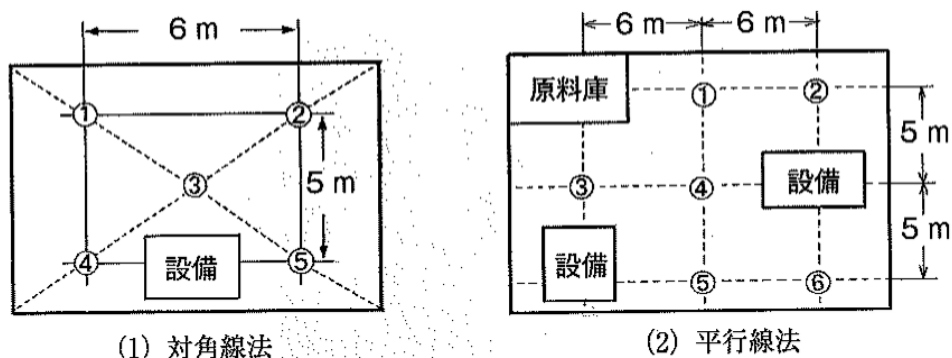 6 m
① ②
③
5 m
④ 設備 ⑤
(1) 対角線法
6 m 6 m
原料庫 ① ②
5 m
③ ④ 設備
5 m
設備 ⑤ ⑥
(2) 平行線法